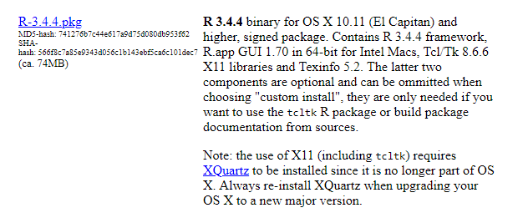 R-3.4.4.pkg
MD5-hash: 741276b7c44e617a9d75d080db953f62
SHA-
hash: 566f8c7a85e9343d056c1b143ebf5ca6c101dec7
(ca. 74MB)
R 3.4.4 binary for OS X 10.11 (El Capitan) and
higher, signed package. Contains R 3.4.4 framework,
R.app GUI 1.70 in 64-bit for Intel Macs, Tcl/Tk 8.6.6
X11 libraries and Texinfo 5.2. The latter two
components are optional and can be ommitted when
choosing "custom install", they are only needed if you
want to use the tcltk R package or build package
documentation from sources.
Note: the use of X11 (including tcltk) requires
XQuartz to be installed since it is no longer part of OS
X. Always re-install XQuartz when upgrading your
OS X to a new major version.